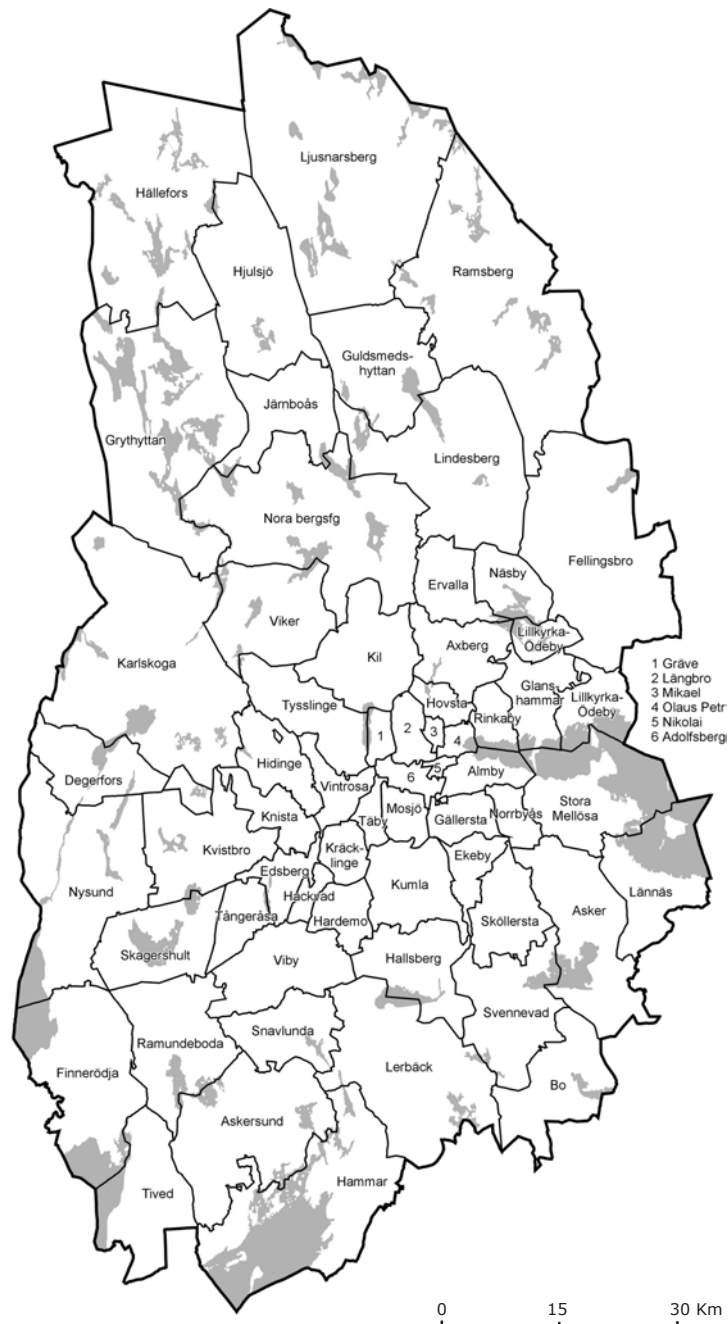 Ljusnarsberg
Hällefors
Hjulsjö
Ramsberg
Guldsmeds-
hyttan
Järnboås
Grythyttan
Lindesberg
Nora bergsfg
Fellingsbro
Ervalla
Näsby
Viker
Lillkyrka-
Ödeby
Axberg
Kil
Karlskoga
Glans-
hammar
Lillkyrka-
Ödeby
1 Gräve
2 Längbro
3 Mikael
4 Olaus Petr
5 Nikolai
6 Adolfsberg
Tysslinge
Hovsta
Rinkaby
1
2
3
4
5
6
Hidinge
Almby
Degerfors
Vintrosa
Stora
Mellösa
Knista
Täby
Mosjö
Gällersta
Norrbyås
Kvistbro
Kräck-
linge
Ekeby
Edsberg
Nysund
Hackvad
Kumla
Lännäs
Tångeråsa
Hardemo
Sköllersta
Asker
Skagershult
Viby
Hallsberg
Svennevad
Snavlunda
Ramundeboda
Finnerödja
Lerbäck
Bo
Askersund
Hammar
Tived
0 15 30 Km